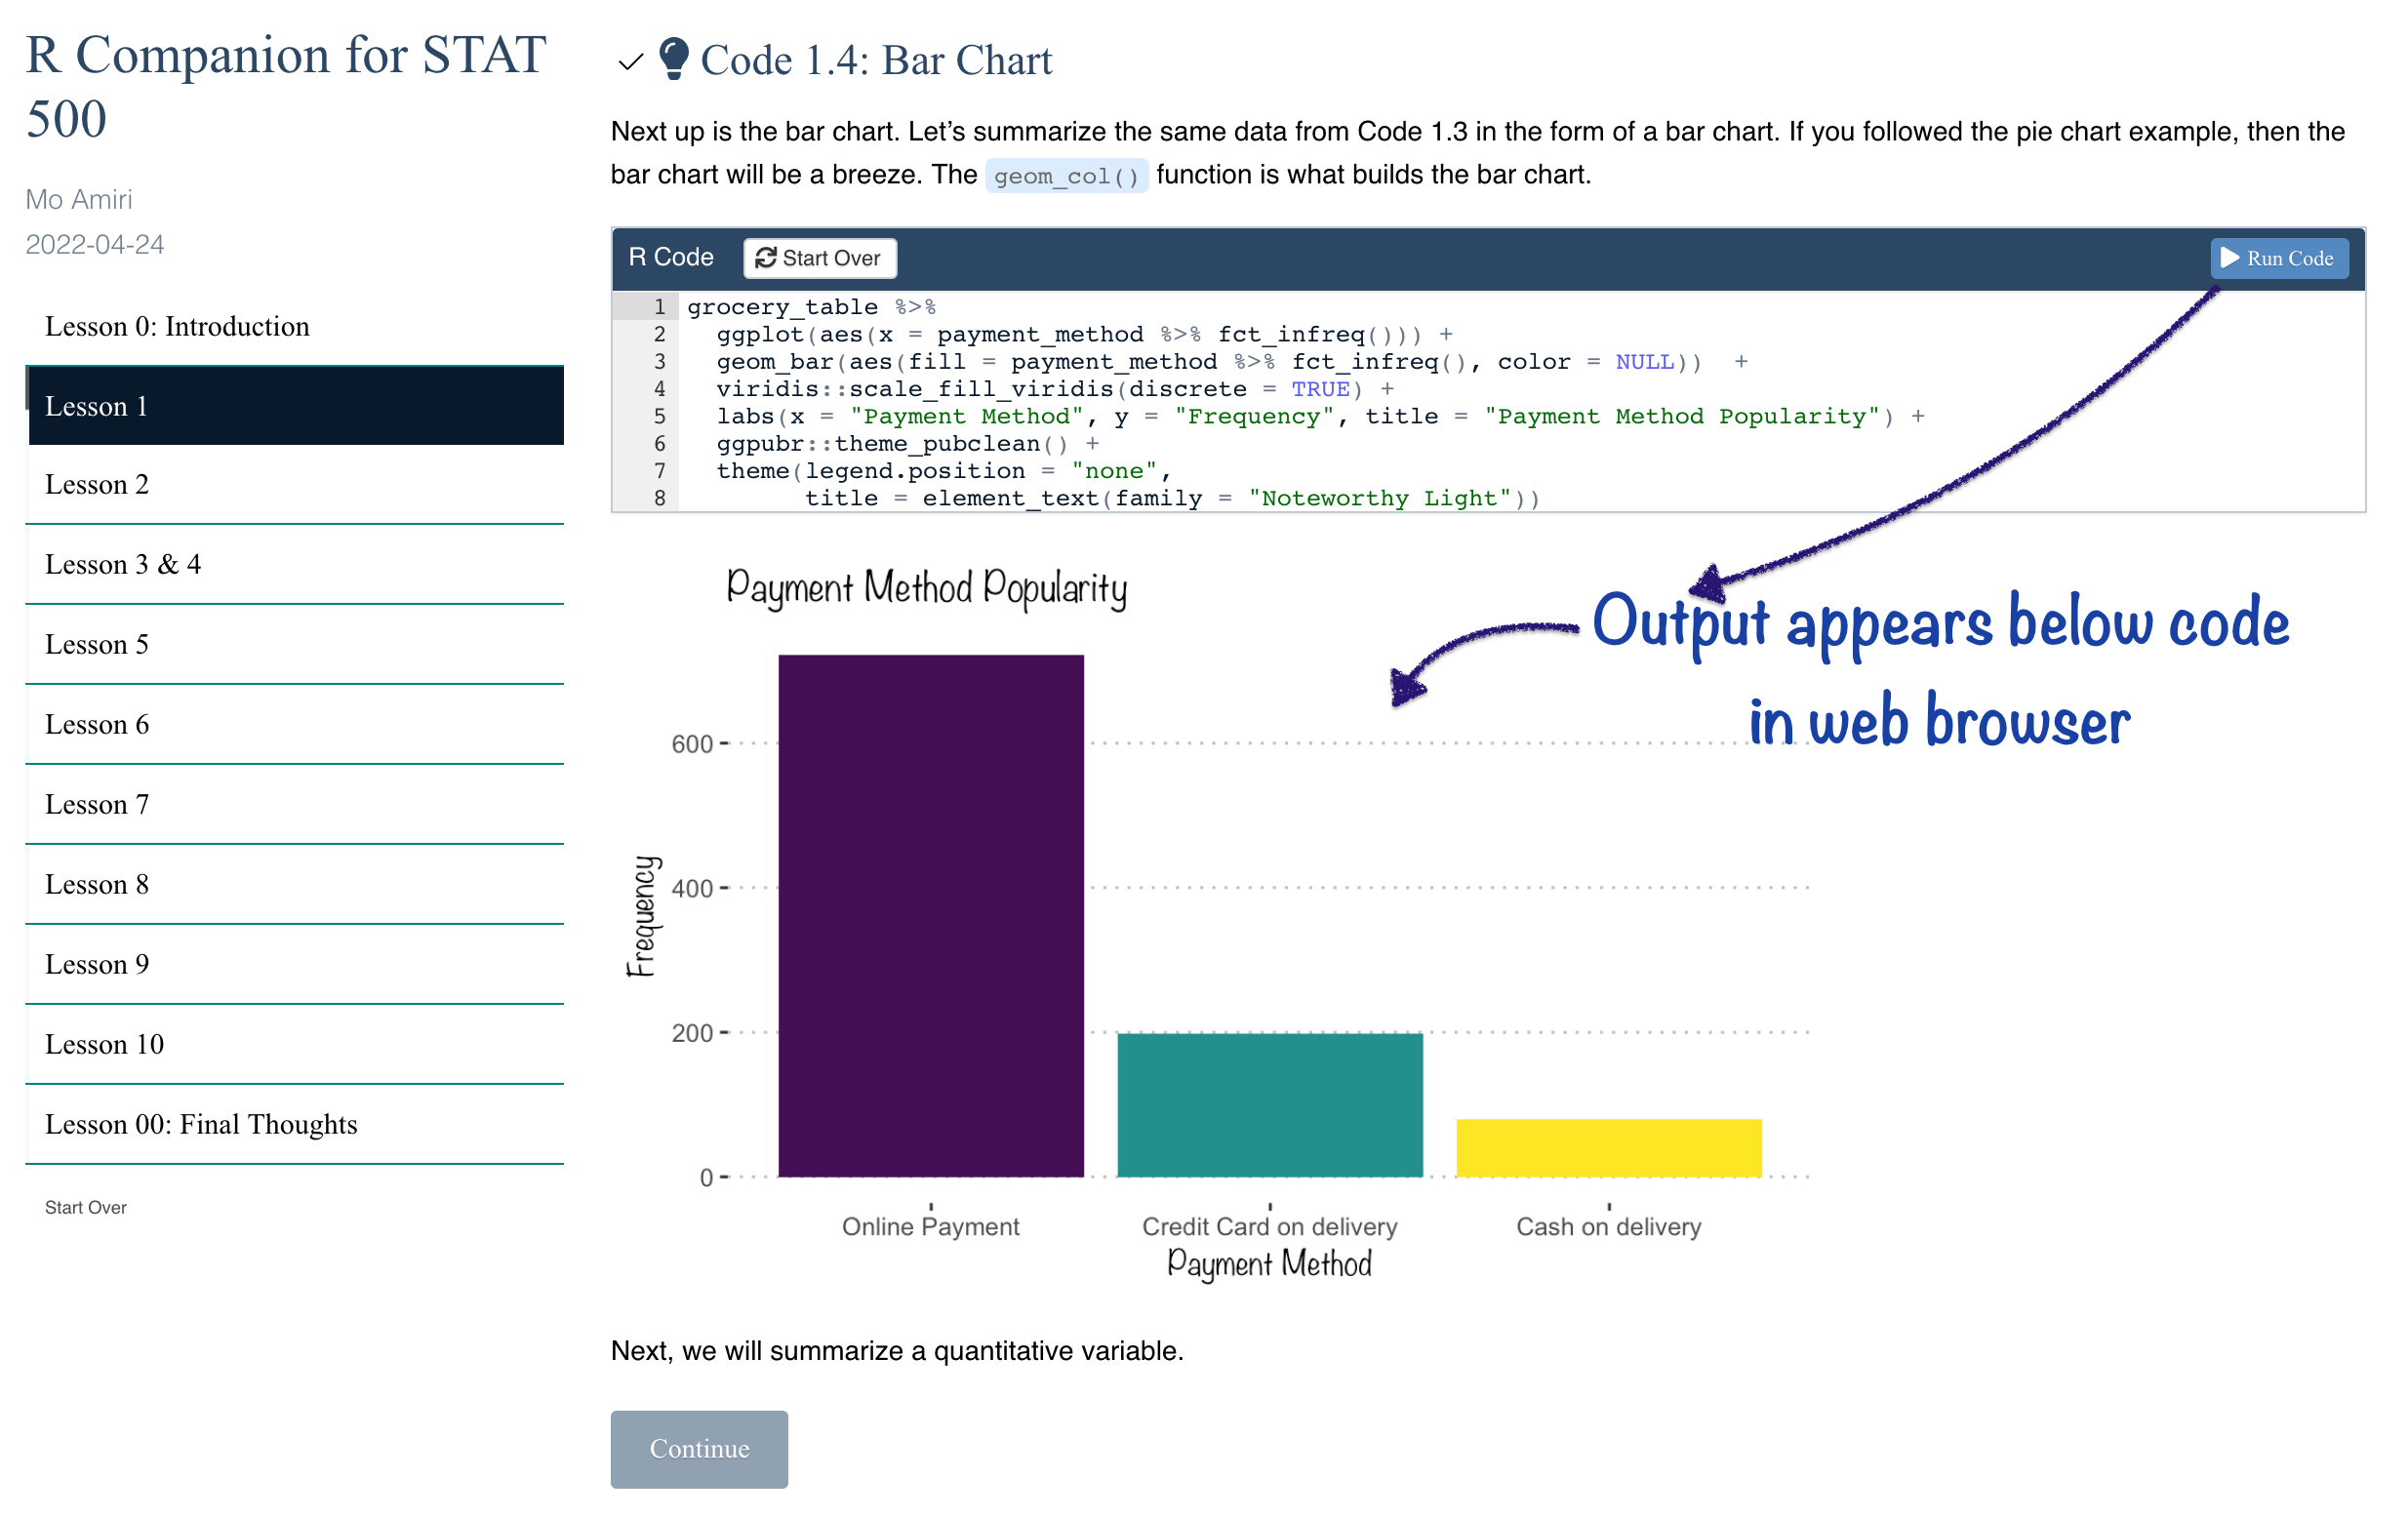 R Companion for STAT
500
Mo Amiri
2022-04-24
Lesson 0: Introduction
Lesson 1
Lesson 2
Lesson 3 & 4
Lesson 5
Lesson 6
Lesson 7
Lesson 8
Lesson 9
Lesson 10
Lesson 00: Final Thoughts
Start Over
Code 1.4: Bar Chart
Next up is the bar chart. Let’s summarize the same data from Code 1.3 in the form of a bar chart. If you followed the pie chart example, then the
bar chart will be a breeze. The geom_col() function is what builds the bar chart.
R Code Start Over Run Code
1 grocery_table %>%
2   ggplot(aes(x = payment_method %>% fct_infreq())) +
3   geom_bar(aes(fill = payment_method %>% fct_infreq(), color = NULL))  +
4   viridis::scale_fill_viridis(discrete = TRUE) +
5   labs(x = "Payment Method", y = "Frequency", title = "Payment Method Popularity") +
6   ggpubr::theme_pubclean() +
7   theme(legend.position = "none",
8         title = element_text(family = "Noteworthy Light"))
Payment Method Popularity
Output appears below code
in web browser
Frequency
600
400
200
0
Online Payment Credit Card on delivery Cash on delivery
Payment Method
Next, we will summarize a quantitative variable.
Continue